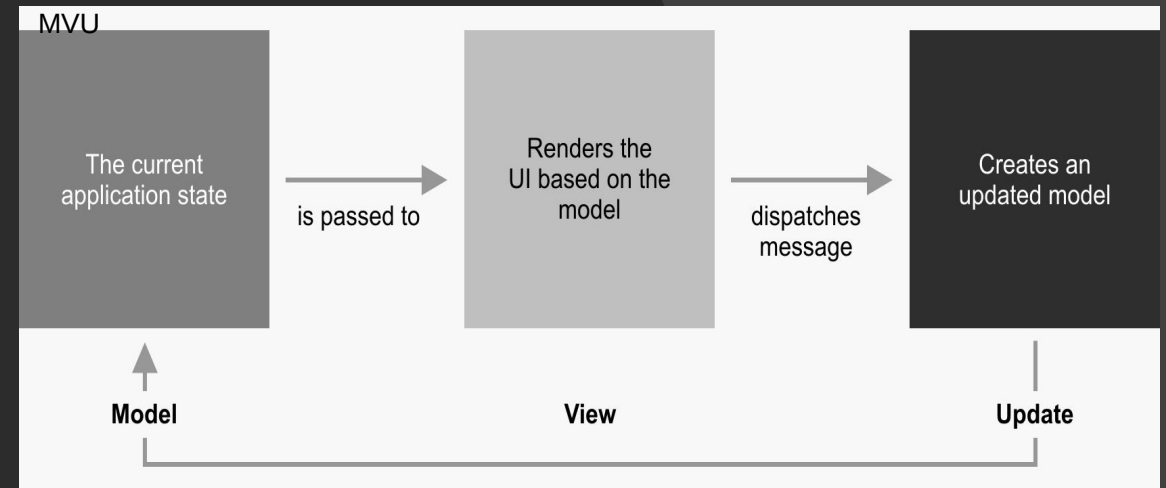 MVU
The current
application state
is passed to
Renders the
UI based on the
model
dispatches
message
Creates an
updated model
Model
View
Update